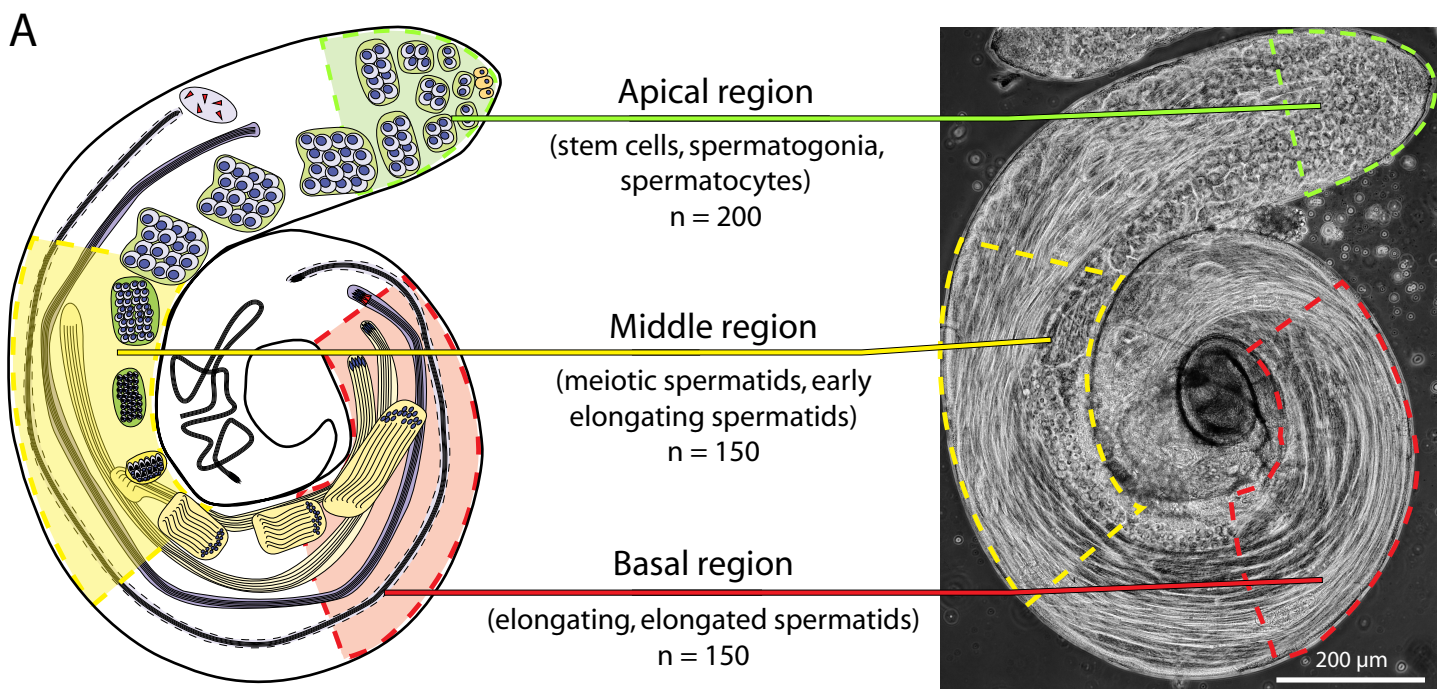 A
Apical region
(stem cells, spermatogonia,
spermatocytes)
n = 200
Middle region
(meiotic spermatids, early
elongating spermatids)
n = 150
Basal region
(elongating, elongated spermatids)
n = 150
200 µm